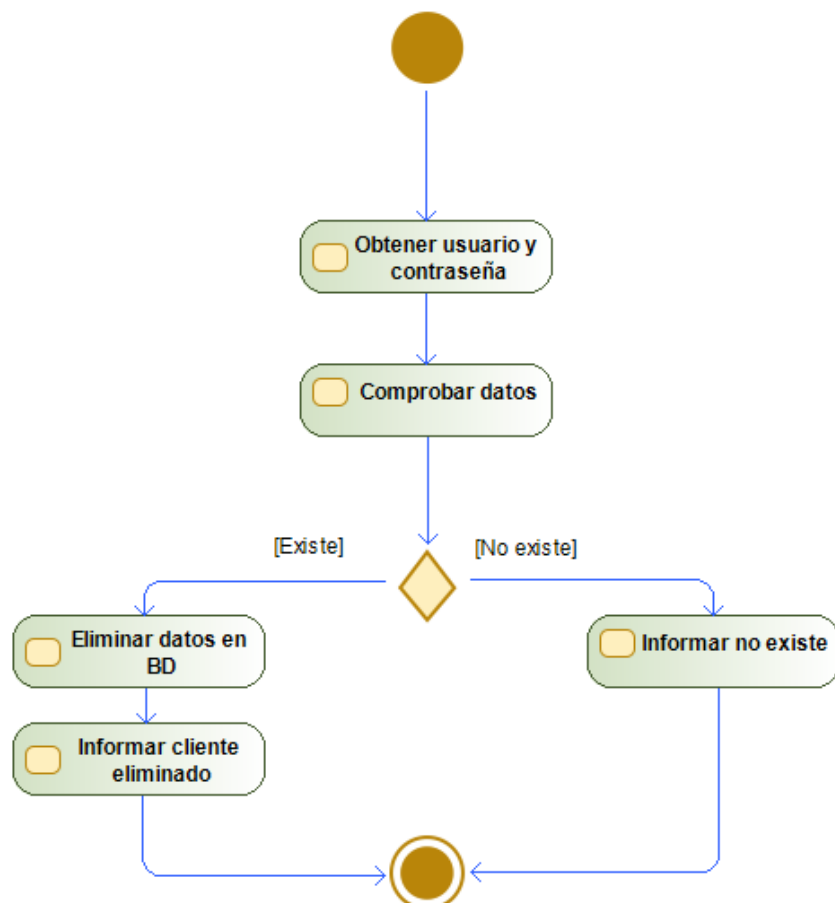 Obtener usuario y
contraseña
Comprobar datos
[Existe]
[No existe]
Eliminar datos en
BD
Informar no existe
Informar cliente
eliminado